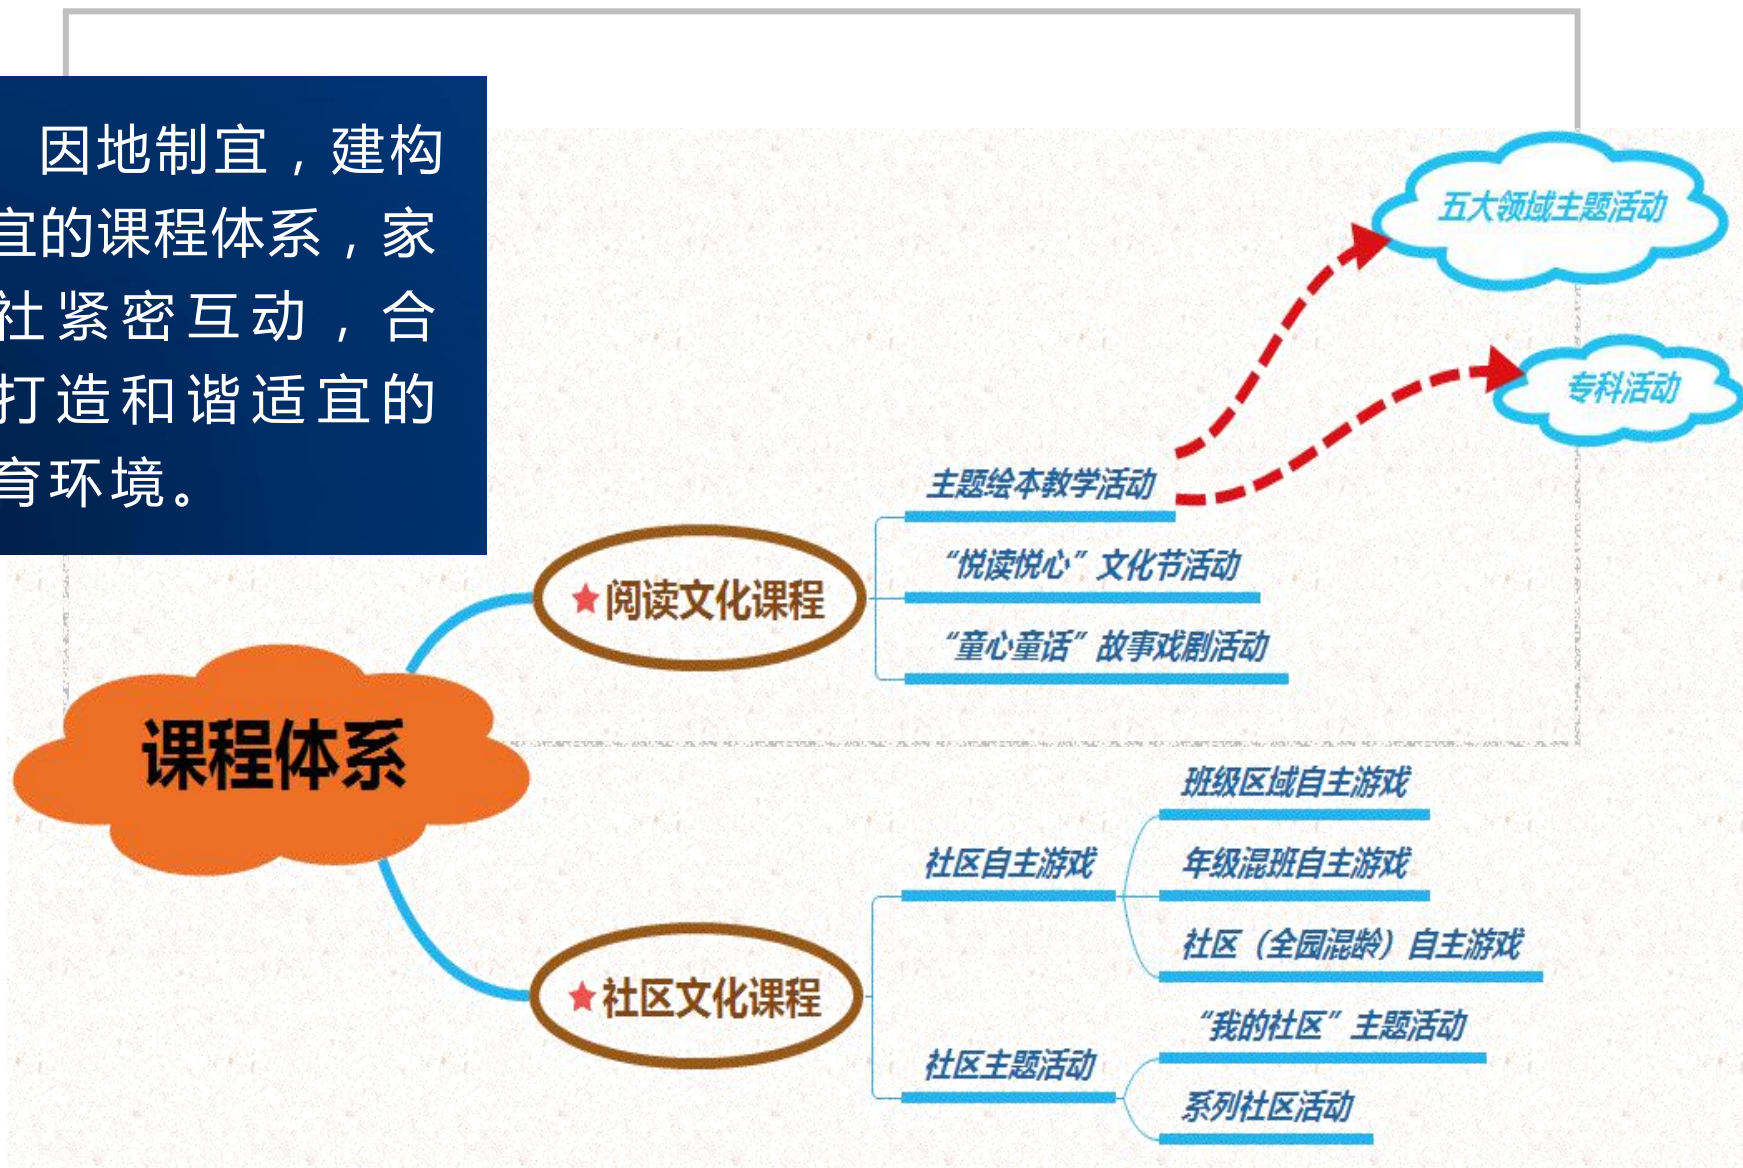 因地制宜，建构
宜的课程体系，家
社紧密互动，合
打造和谐适宜的
育环境。
五大领域主题活动
专科活动
主题绘本教学活动
“悦读悦心”文化节活动
★阅读文化课程
“童心童话”故事戏剧活动
课程体系
班级区域自主游戏
社区自主游戏
年级混班自主游戏
社区（全园混龄）自主游戏
★社区文化课程
“我的社区”主题活动
社区主题活动
系列社区活动